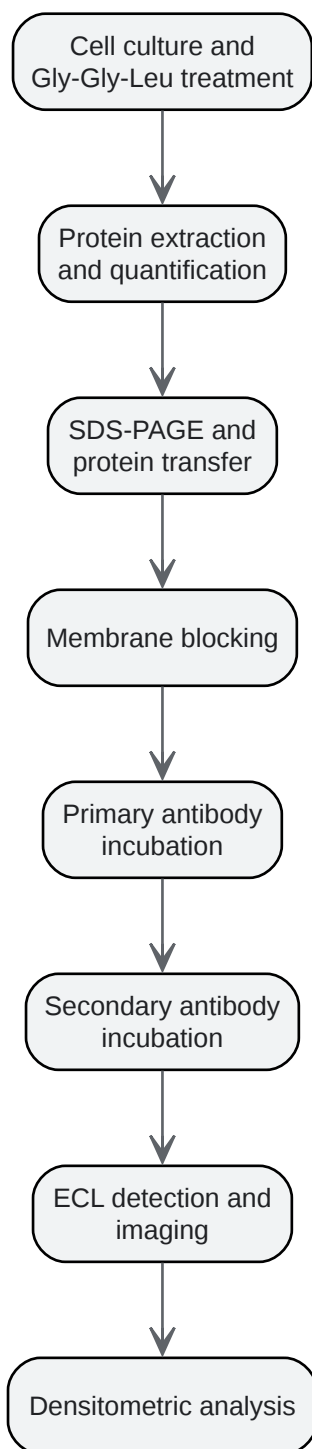 Cell culture and
Gly-Gly-Leu treatment
Protein extraction
and quantification
SDS-PAGE and
protein transfer
Membrane blocking
Primary antibody
incubation
Secondary antibody
incubation
ECL detection and
imaging
Densitometric analysis